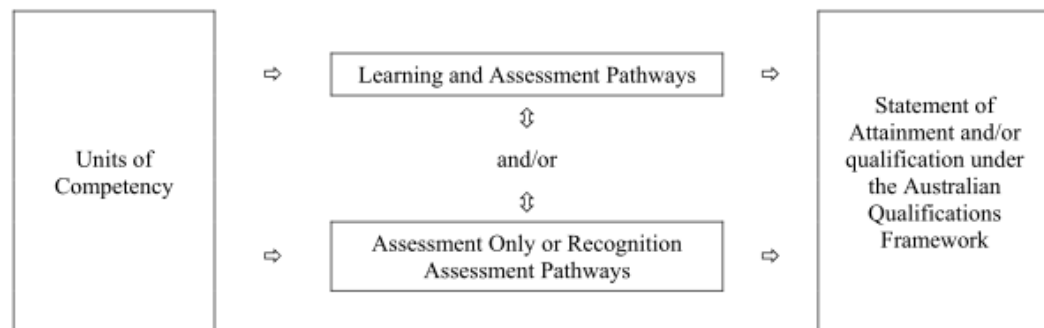 Units of
Competency
Learning and Assessment Pathways
and/or
Assessment Only or Recognition
Assessment Pathways
Statement of
Attainment and/or
qualification under
the Australian
Qualifications
Framework